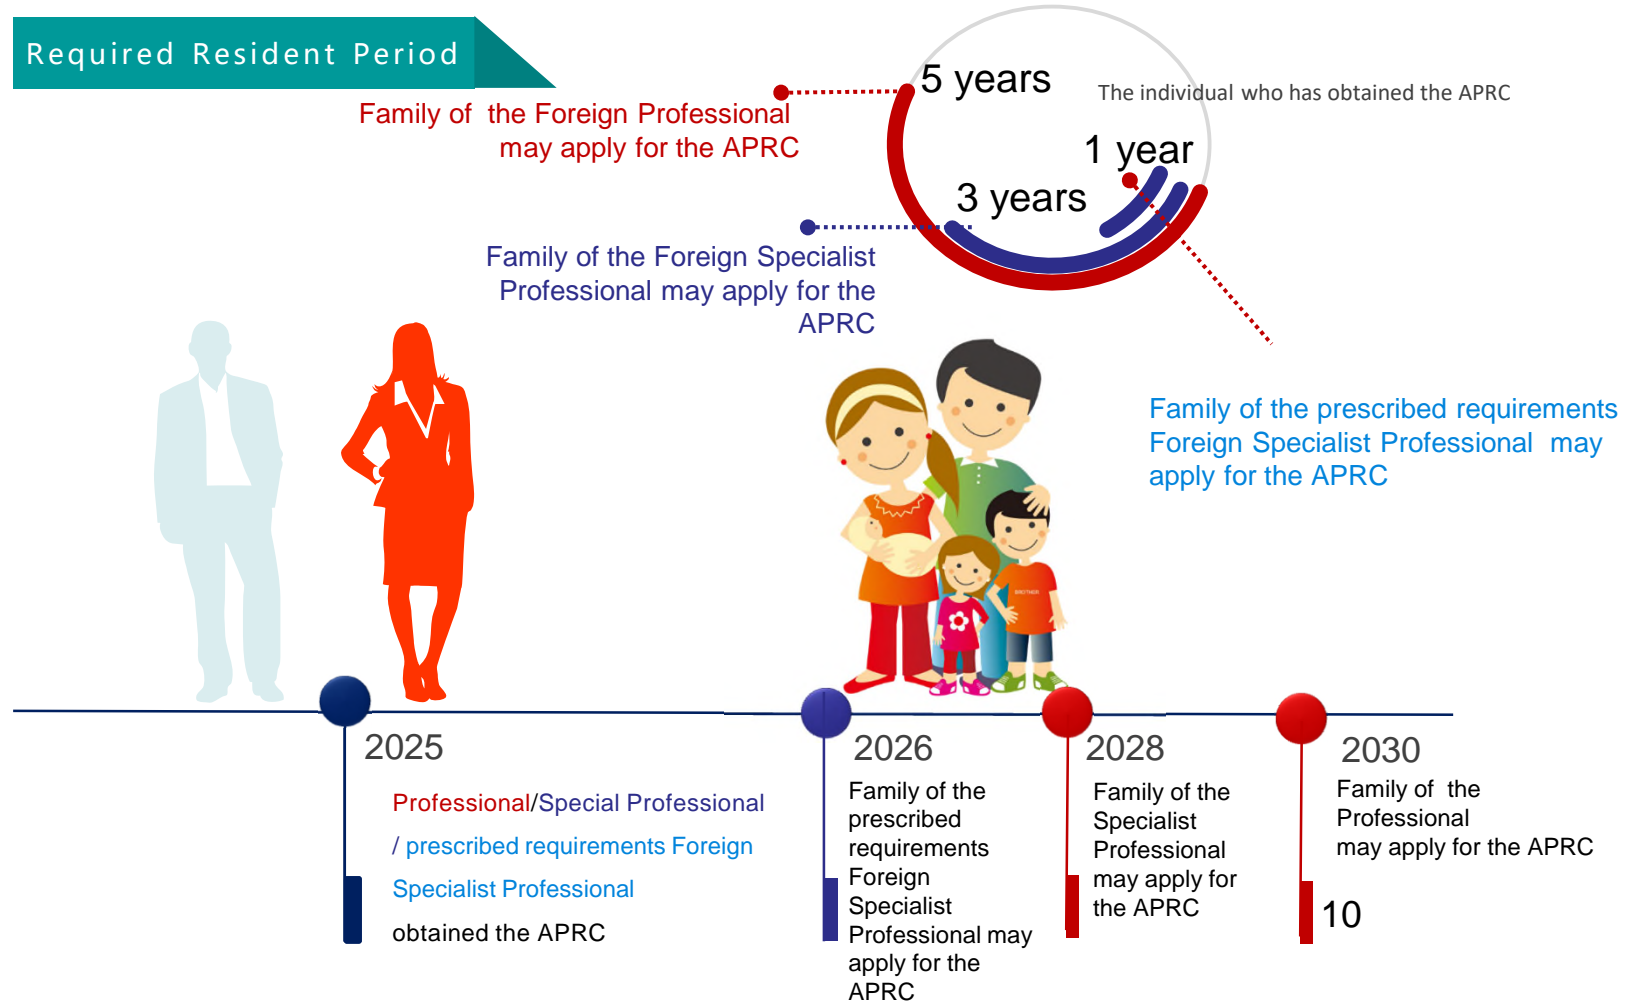 Required Resident Period
5 years
The individual who has obtained the APRC
Family of the Foreign Professional
may apply for the APRC
1 year
3 years
Family of the Foreign Specialist
Professional may apply for the
APRC
Family of the prescribed requirements
Foreign Specialist Professional may
apply for the APRC
BROTHER
2025
Professional/Special Professional
/ prescribed requirements Foreign
Specialist Professional
obtained the APRC
2026
Family of the
prescribed
requirements
Foreign
Specialist
Professional may
apply for the
APRC
2028
Family of the
Specialist
Professional
may apply for
the APRC
2030
Family of the
Professional
may apply for the APRC
10